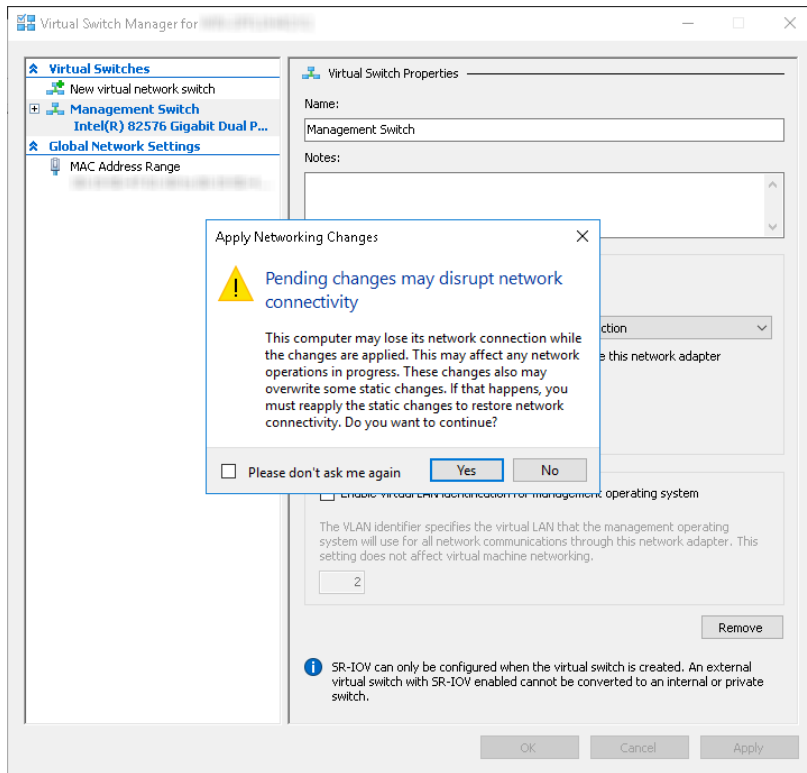 Virtual Switch Manager for
Virtual Switches
New virtual network switch
Management Switch
Intel(R) 82576 Gigabit Dual P...
Global Network Settings
MAC Address Range
Virtual Switch Properties
Name:
Management Switch
Notes:
ction
e this network adapter
Apply Networking Changes
Pending changes may disrupt network
connectivity
This computer may lose its network connection while
the changes are applied. This may affect any network
operations in progress. These changes also may
overwrite some static changes. If that happens, you
must reapply the static changes to restore network
connectivity. Do you want to continue?
Please don't ask me again
Yes
No
Enable virtual LAN identification for management operating system
The VLAN identifier specifies the virtual LAN that the management operating
system will use for all network communications through this network adapter. This
setting does not affect virtual machine networking.
2
Remove
SR-IOV can only be configured when the virtual switch is created. An external
virtual switch with SR-IOV enabled cannot be converted to an internal or private
switch.
OK
Cancel
Apply